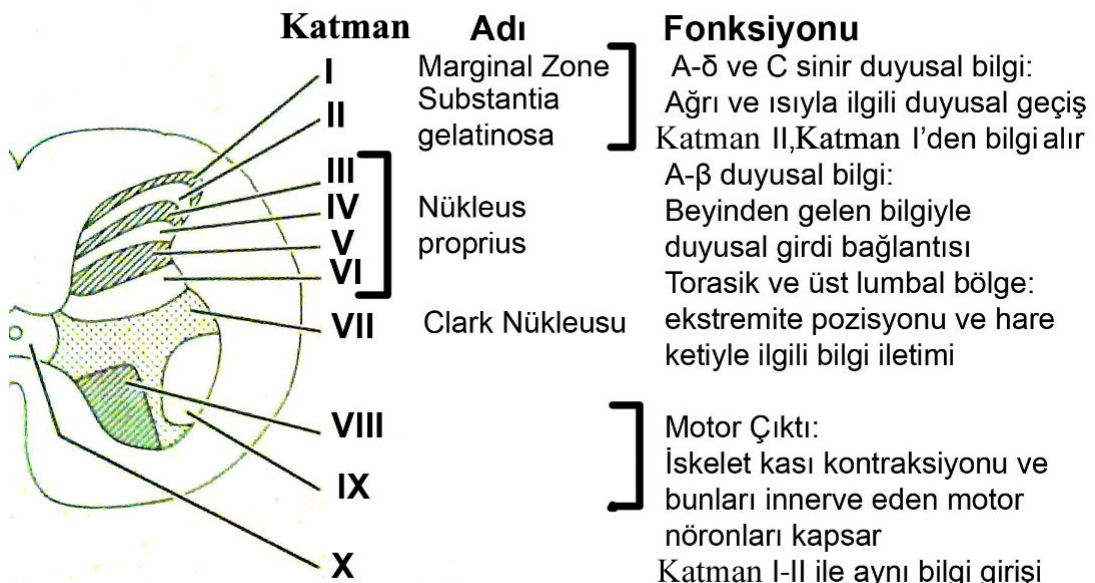 Katman Adı Fonksiyonu
I Marginal Zone A-δ ve C sinir duyusal bilgi:
II Substantia Ağrı ve ısıyla ilgili duyusal geçiş
gelatinosa Katman II,Katman I’den bilgi alır
III A-β duyusal bilgi:
IV Nükleus Beyinden gelen bilgiyle
V proprius duyusal girdi bağlantısı
VI Torasik ve üst lumbal bölge:
VII Clark Nükleusu ekstremite pozisyonu ve hare
ketiyle ilgili bilgi iletimi
VIII Motor Çıktı:
İskelet kası kontraksiyonu ve
IX bunları innerve eden motor
nöronları kapsar
X Katman I-II ile aynı bilgi girişi